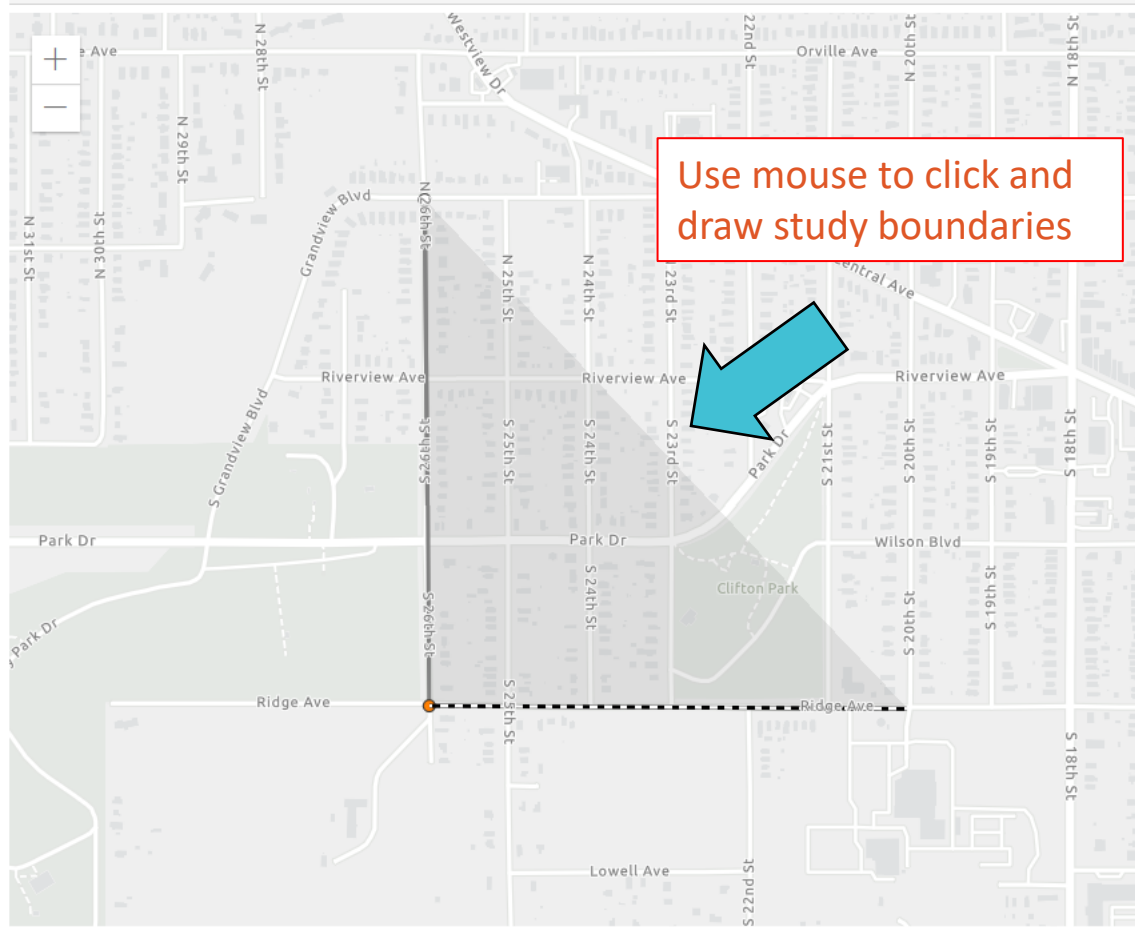 +
−
e Ave
N 28th St
Westview Dr
22nd St
Orville Ave
N 20th St
N 18th St
N 29th St
Use mouse to click and
draw study boundaries
N 31st St
N 30th St
Grandview Blvd
N 26th St
N 25th St
N 24th St
23rd St
Central Ave
Riverview Ave
Riverview Ave
Riverview Ave
S Grandview Blvd
S 26th St
S 25th St
S 24th St
S 23rd St
Park Dr
S 21st St
S 20th St
S 19th St
S 18th St
Park Dr
Park Dr
Wilson Blvd
Clifton Park
S 26th St
S 24th St
S 20th St
S 19th St
Park Dr
Ridge Ave
S 25th St
Ridge Ave
S 18th St
Lowell Ave
S 22nd St